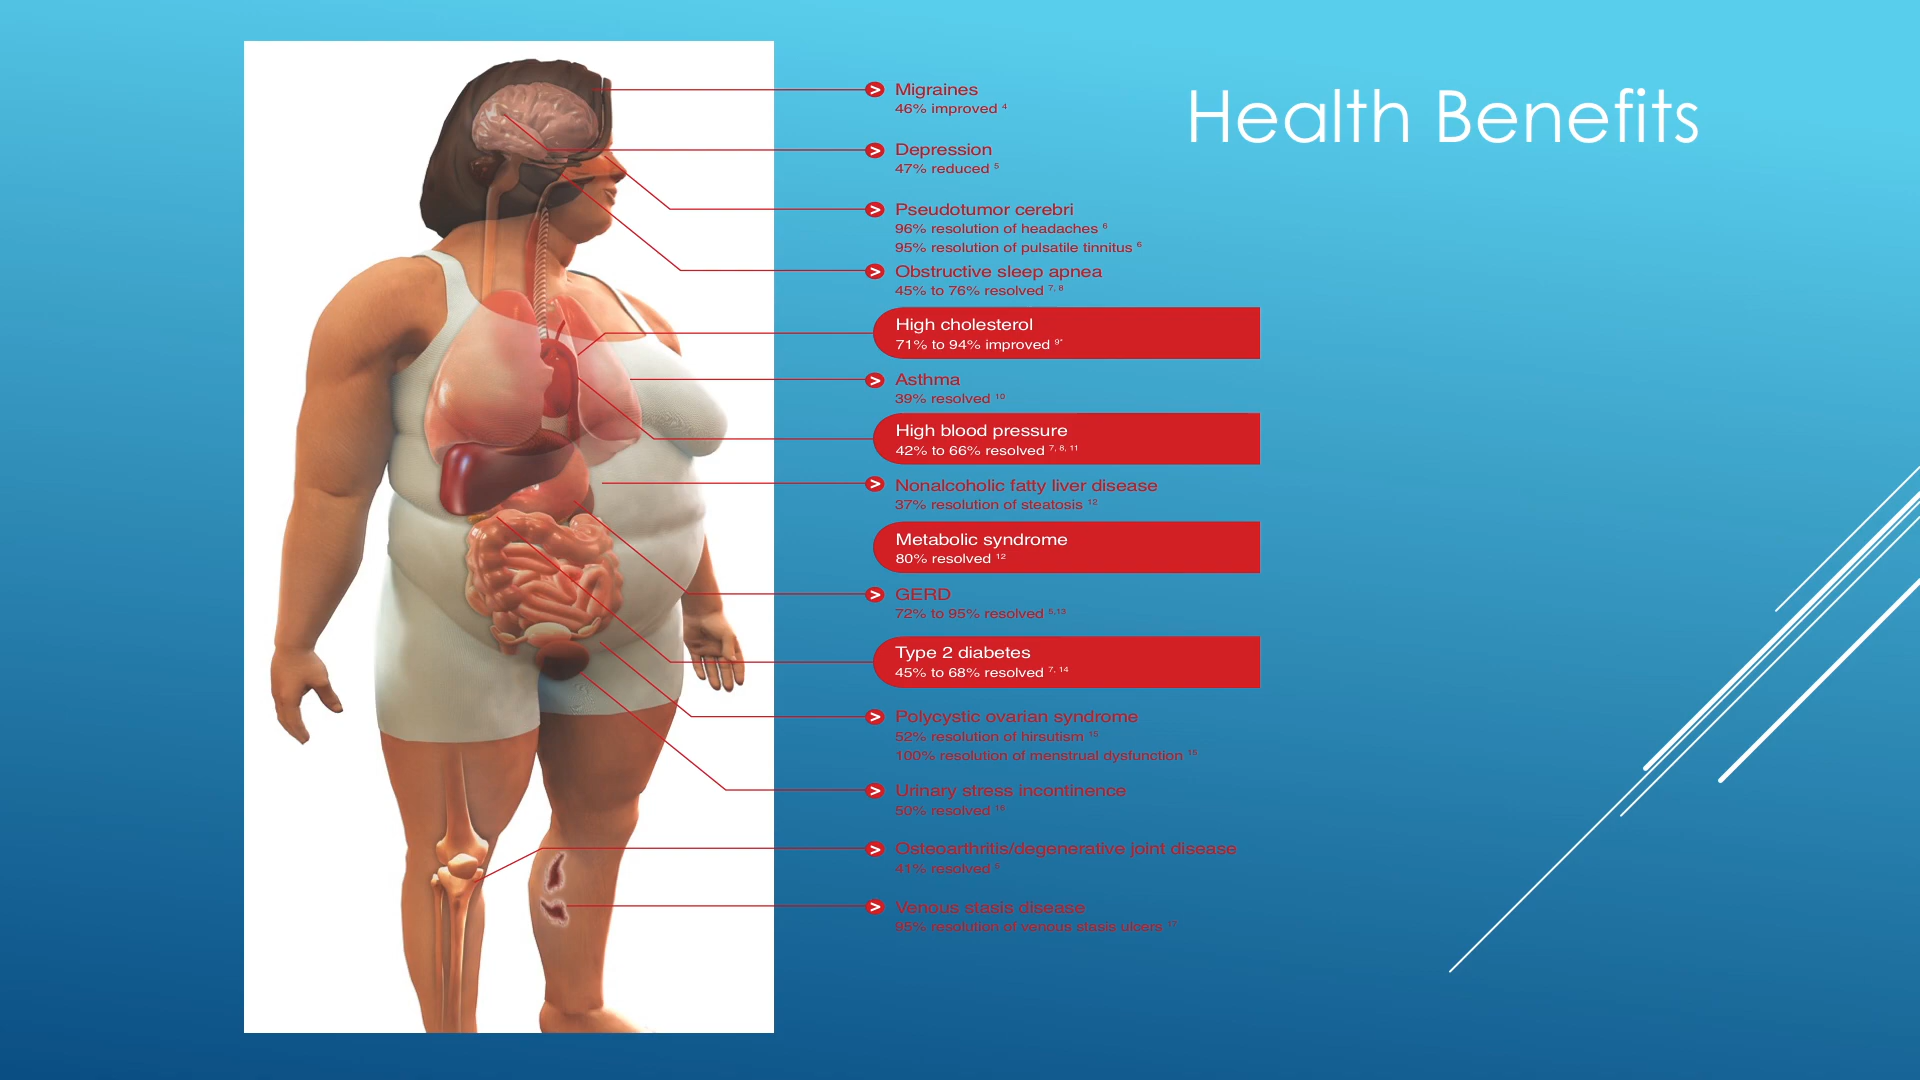 Health Benefits
Migraines
46% improved 4
Depression
47% reduced 5
Pseudotumor cerebri
96% resolution of headaches 6
95% resolution of pulsatile tinnitus 6
Obstructive sleep apnea
45% to 76% resolved 7, 8
High cholesterol
71% to 94% improved 9*
Asthma
39% resolved 10
High blood pressure
42% to 66% resolved 7, 8, 11
Nonalcoholic fatty liver disease
37% resolution of steatosis 12
Metabolic syndrome
80% resolved 12
GERD
72% to 95% resolved 5,13
Type 2 diabetes
45% to 68% resolved 7, 14
Polycystic ovarian syndrome
52% resolution of hirsutism 15
100% resolution of menstrual dysfunction 15
Urinary stress incontinence
50% resolved 16
Osteoarthritis/degenerative joint disease
41% resolved
Venous stasis disease
95% resolution of venous stasis ulcers 17